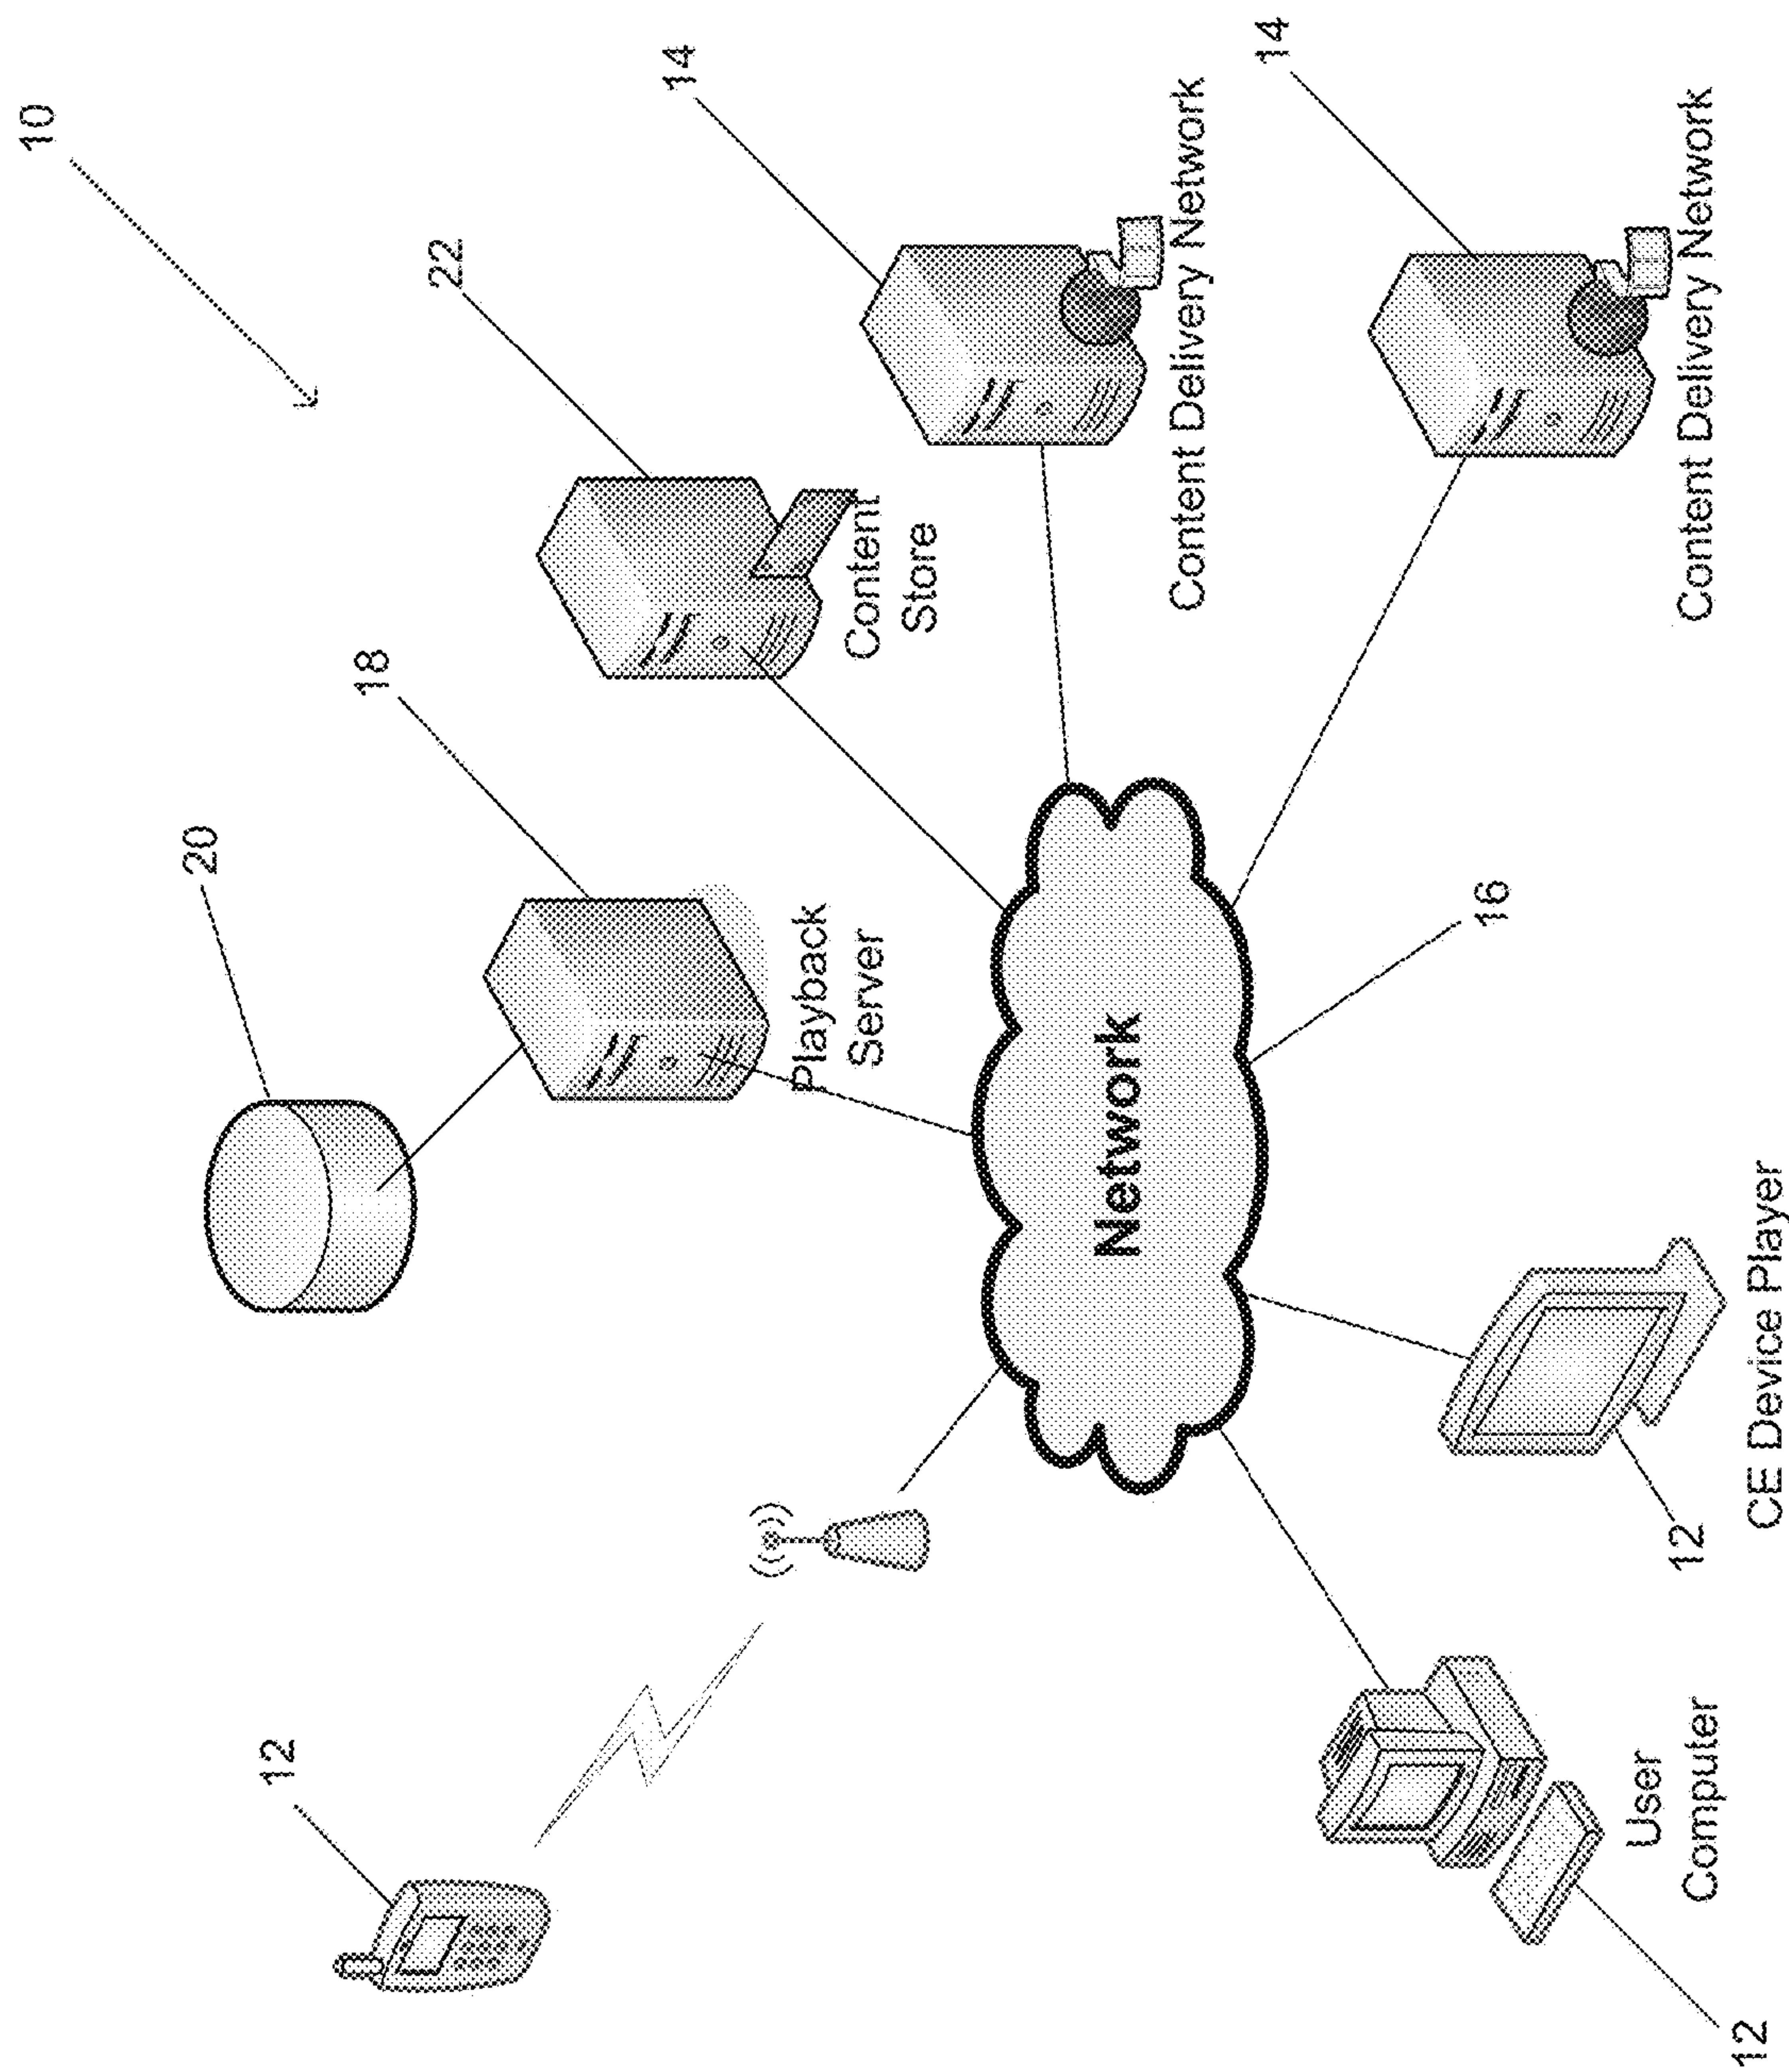 10
20
18
22
14
14
12
Playback
Server
Content
Store
Content Delivery Network
Content Delivery Network
Network
16
User
Computer
CE Device Player
12
12